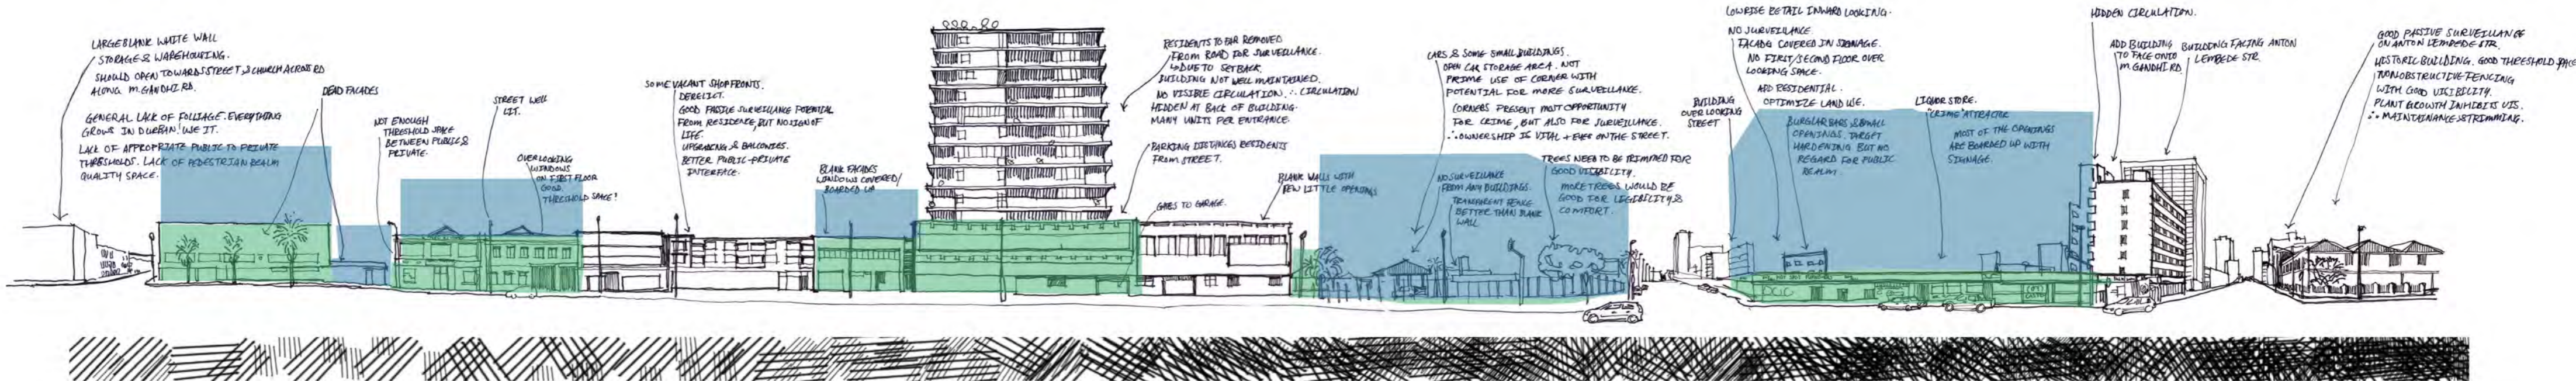 LARGE BLANK WHITE WALL
STORAGE & WAREHOUSING.
SHOULD OPEN TOWARDS STREET, & CHURCH ACROSS RD
ALONG M. GANDHI RD.
GENERAL LACK OF FOLIAGE. EVERYTHING
GROWS IN DURBAN! USE IT.
LACK OF APPROPRIATE PUBLIC TO PRIVATE
THRESHOLDS. LACK OF PEDESTRIAN REALM
QUALITY SPACE.
DEAD FACADES
NOT ENOUGH
THRESHOLD SPACE
BETWEEN PUBLIC &
PRIVATE.
STREET WELL
LIT.
OVERLOOKING
WINDOWS
ON FIRST FLOOR
GOOD.
THRESHOLD SPACE!
SOME VACANT SHOPFRONTS.
DERELICT.
GOOD PASSIVE SURVEILLANCE POTENTIAL
FROM RESIDENCE, BUT NO SIGN OF
LIFE.
UPGRADING & BALCONIES.
BETTER PUBLIC-PRIVATE
INTERFACE.
BLANK FACADES
WINDOWS COVERED/
BOARDED UP
RESIDENTS TO FAR REMOVED
FROM ROAD FOR SURVEILLANCE.
DUE TO SETBACK.
BUILDING NOT WELL MAINTAINED.
NO VISIBLE CIRCULATION. ∴ CIRCULATION
HIDDEN AT BACK OF BUILDING.
MANY UNITS PER ENTRANCE.
PARKING DISTANCES RESIDENTS
FROM STREET.
GATES TO GARAGE.
BLANK WALLS WITH
FEW LITTLE OPENINGS
CARS & SOME SMALL BUILDINGS.
OPEN CAR STORAGE AREA. NOT
PRIME USE OF CORNER WITH
POTENTIAL FOR MORE SURVEILLANCE.
CORNERS PRESENT MOST OPPORTUNITY
FOR CRIME, BUT ALSO FOR SURVEILLANCE.
∴ OWNERSHIP IS VITAL + EYES ON THE STREET.
NO SURVEILLANCE
FROM ANY BUILDINGS.
TRANSPARENT FENCE
BETTER THAN BLANK
WALL
TREES NEED TO BE TRIMMED FOR
GOOD VISIBILITY.
MORE TREES WOULD BE
GOOD FOR LEGIBILITY &
COMFORT.
BUILDING
OVER LOOKING
STREET
LOWRISE RETAIL INWARD LOOKING.
NO SURVEILLANCE
FACADE COVERED IN SIGNAGE.
NO FIRST/SECOND FLOOR OVER
LOOKING SPACE.
ADD RESIDENTIAL.
OPTIMIZE LAND USE.
BURGLAR BARS & SMALL
OPENINGS. TARGET
HARDENING BUT NO
REGARD FOR PUBLIC
REALM.
LIQUOR STORE.
"CRIME" ATTRACTOR
MOST OF THE OPENINGS
ARE BOARDED UP WITH
SIGNAGE.
HIDDEN CIRCULATION.
ADD BUILDING
TO FACE ONTO
M. GANDHI RD.
BUILDING FACING ANTON
LEMBEDE STR.
GOOD PASSIVE SURVEILLANCE
ON ANTON LEMBEDE STR.
HISTORIC BUILDING. GOOD THRESHOLD SPACE
NONOBSTRUCTIVE FENCING
WITH GOOD VISIBILITY.
PLANT GROWTH INHIBITS VIS.
∴ MAINTAINANCE & TRIMMING.